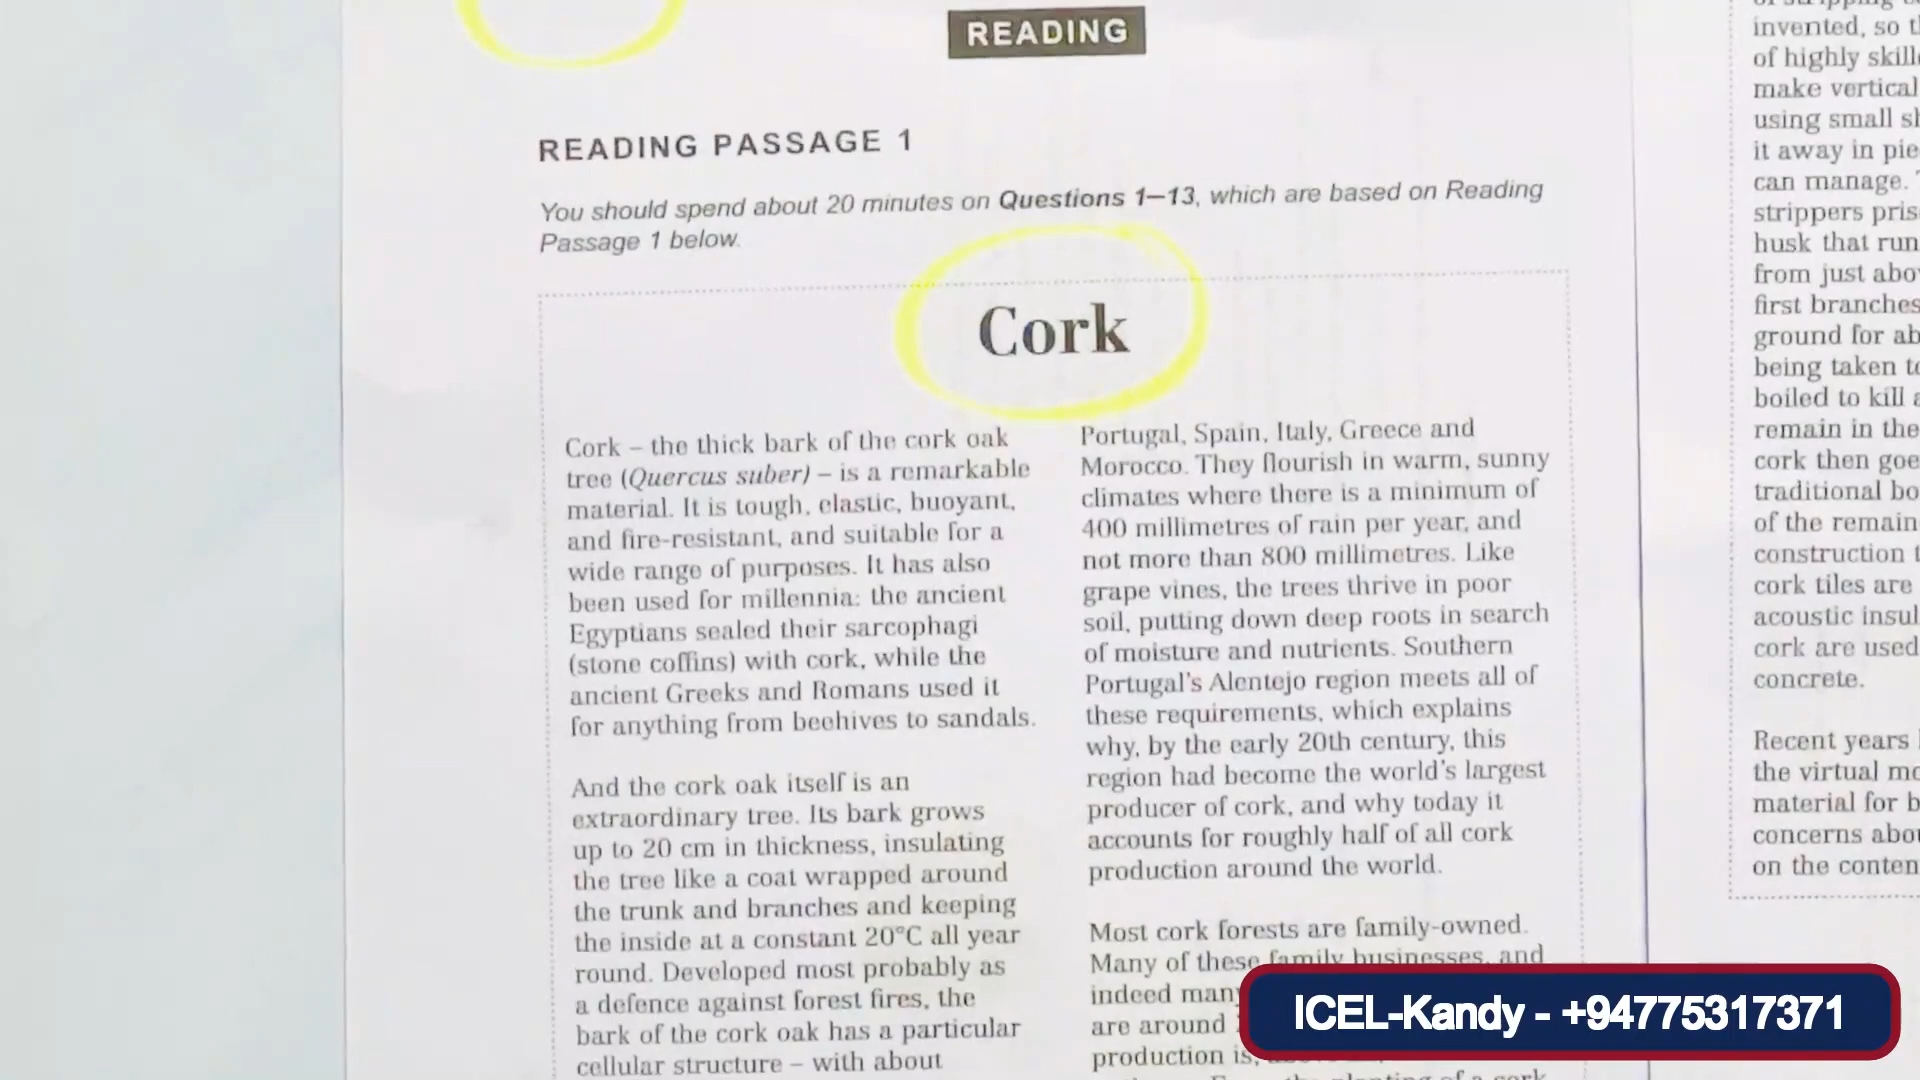 READING
READING PASSAGE 1
You should spend about 20 minutes on Questions 1–13, which are based on Reading
Passage 1 below.
Cork
Cork – the thick bark of the cork oak
tree (Quercus suber) – is a remarkable
material. It is tough, elastic, buoyant,
and fire-resistant, and suitable for a
wide range of purposes. It has also
been used for millennia: the ancient
Egyptians sealed their sarcophagi
(stone coffins) with cork, while the
ancient Greeks and Romans used it
for anything from beehives to sandals.
And the cork oak itself is an
extraordinary tree. Its bark grows
up to 20 cm in thickness, insulating
the tree like a coat wrapped around
the trunk and branches and keeping
the inside at a constant 20°C all year
round. Developed most probably as
a defence against forest fires, the
bark of the cork oak has a particular
cellular structure – with about
Portugal, Spain, Italy, Greece and
Morocco. They flourish in warm, sunny
climates where there is a minimum of
400 millimetres of rain per year, and
not more than 800 millimetres. Like
grape vines, the trees thrive in poor
soil, putting down deep roots in search
of moisture and nutrients. Southern
Portugal's Alentejo region meets all of
these requirements, which explains
why, by the early 20th century, this
region had become the world's largest
producer of cork, and why today it
accounts for roughly half of all cork
production around the world.
Most cork forests are family-owned.
Many of these family businesses, and
indeed many
are around
production is,
of a cork
invented, so
of highly
make vertical
using small
it away in
can manage.
strippers
husk that
from just
first branches
ground for
being taken
boiled to kill
remain in the
cork then
traditional
of the
construction
cork tiles are
acoustic
cork are used
concrete.
Recent years
the virtual
material for
concerns
on the
ICEL-Kandy - +94775317371